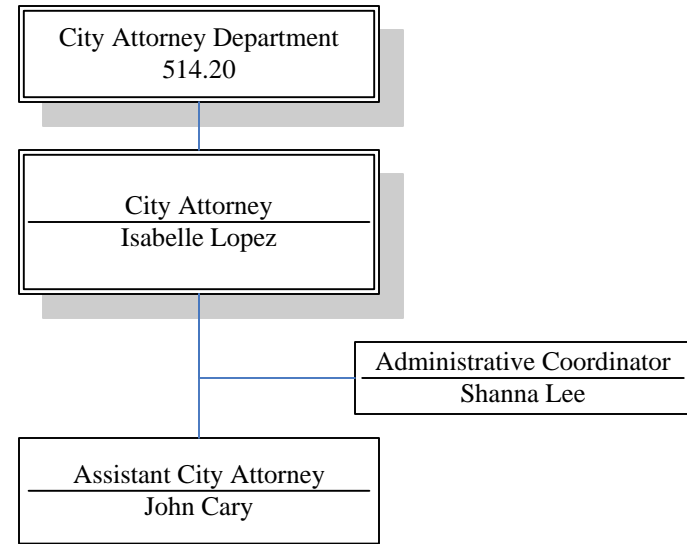 City Attorney Department
514.20
City Attorney
Isabelle Lopez
Administrative Coordinator
Shanna Lee
Assistant City Attorney
John Cary